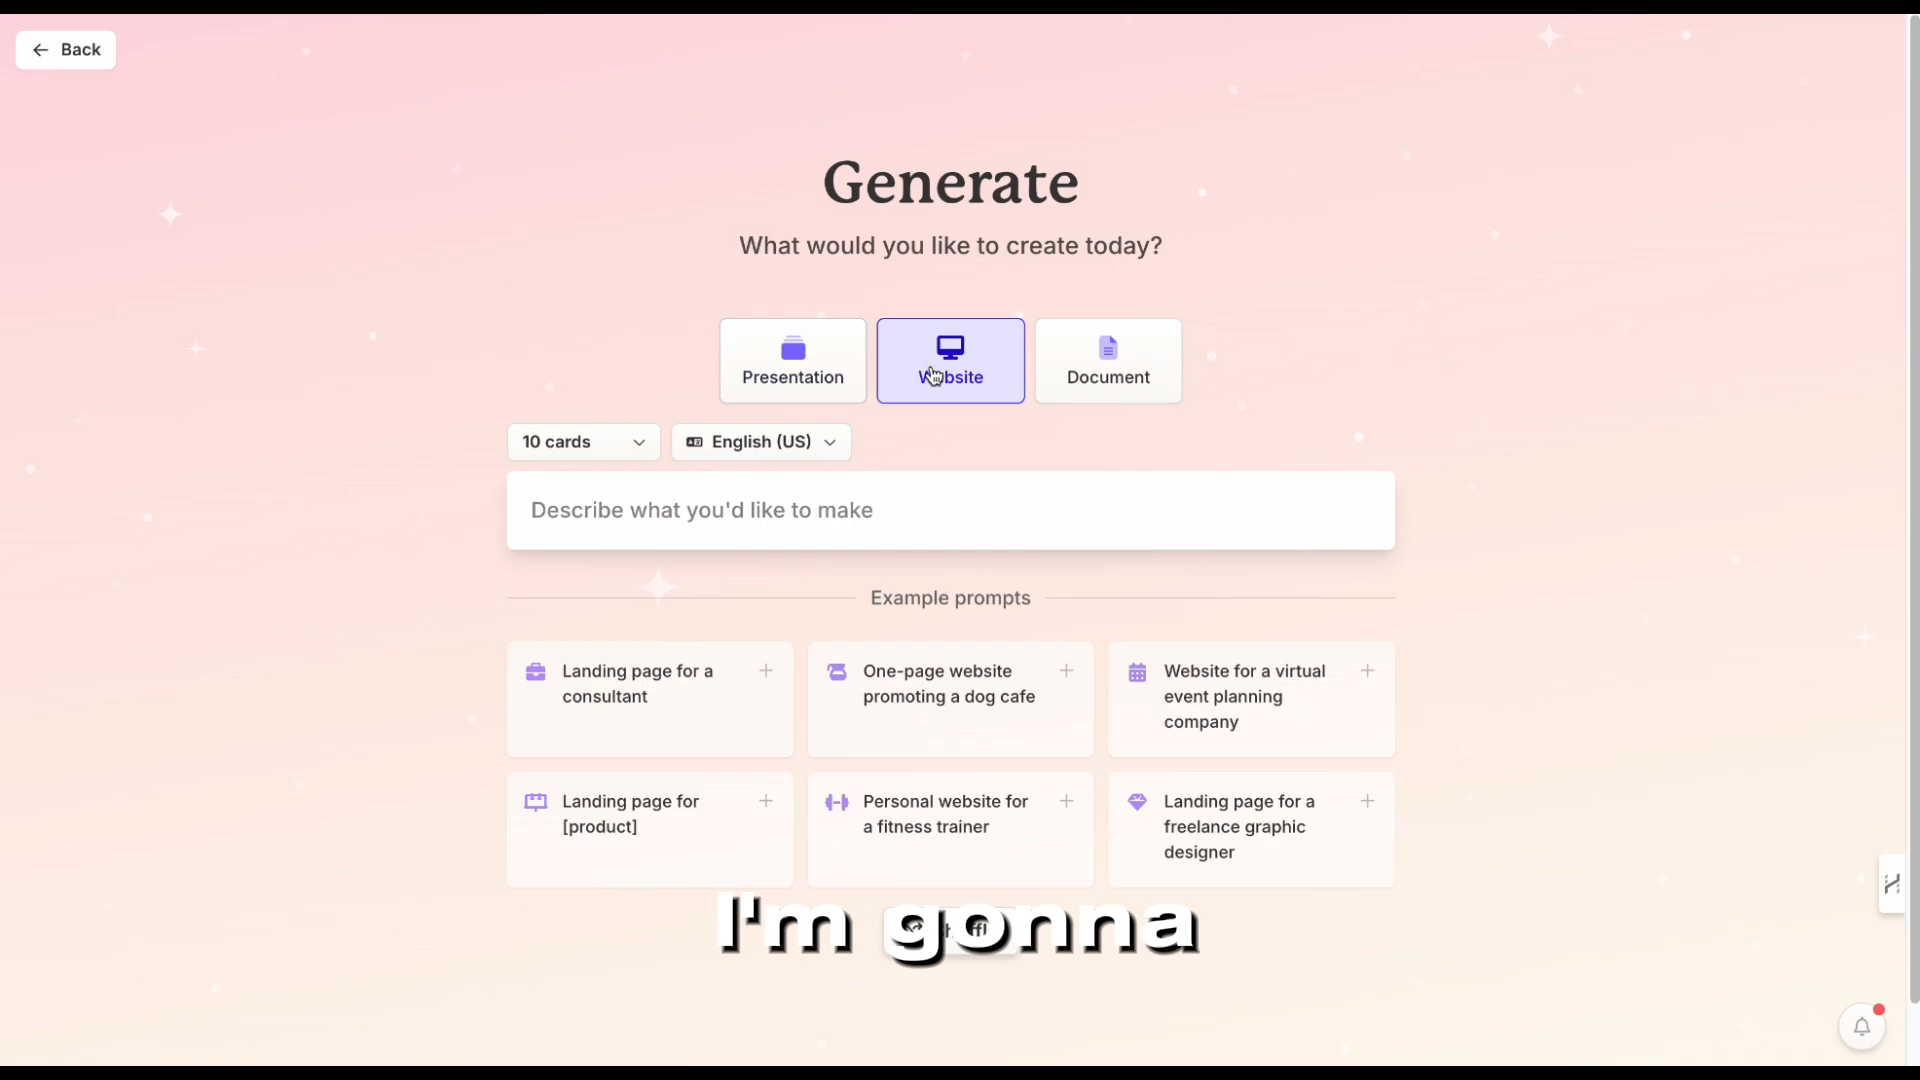 Back
Generate
What would you like to create today?
Presentation
Website
Document
10 cards
English (US)
Describe what you'd like to make
Example prompts
Landing page for a
consultant
One-page website
promoting a dog cafe
Website for a virtual
event planning
company
Landing page for
[product]
Personal website for
a fitness trainer
Landing page for a
freelance graphic
designer
I'm gonna